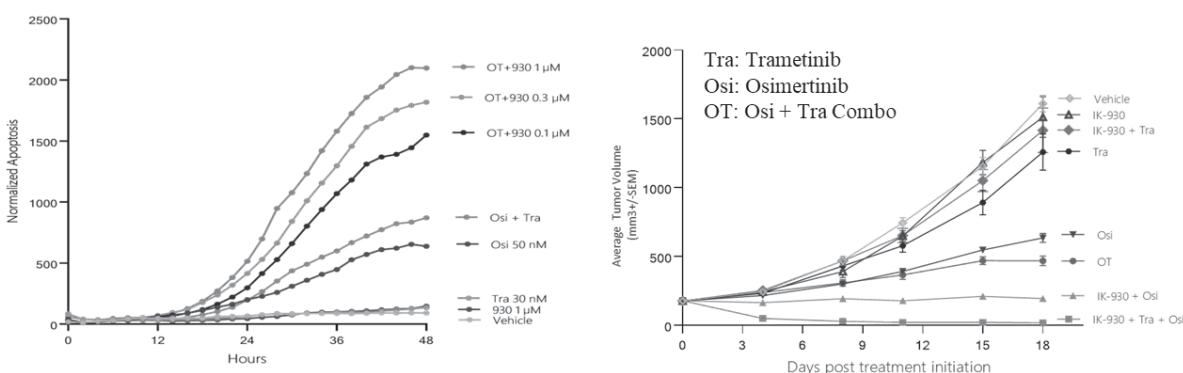 2500
2000
1500
1000
500
0
Normalized Apoptosis
0 12 24 36 48
Hours
OT+930 1 µM
OT+930 0.3 µM
OT+930 0.1 µM
Osi + Tra
Osi 50 nM
Tra 30 nM
930 1 µM
Vehicle
2000
1500
1000
500
0
Average Tumor Volume
(mm3+/-SEM)
0 3 6 9 12 15 18
Days post treatment initiation
Tra: Trametinib
Osi: Osimertinib
OT: Osi + Tra Combo
Vehicle
IK-930
IK-930 + Tra
Tra
Osi
OT
IK-930 + Osi
IK-930 + Tra + Osi